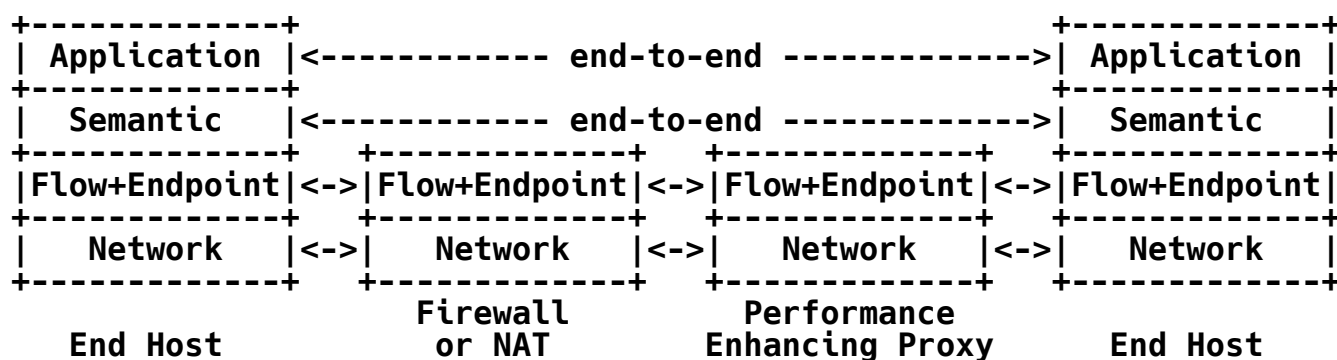 +-------------+                                       +-------------+
| Application |<------------ end-to-end ------------->| Application |
+-------------+                                       +-------------+
|  Semantic   |<------------ end-to-end ------------->|  Semantic   |
+-------------+   +-------------+   +-------------+   +-------------+
|Flow+Endpoint|<->|Flow+Endpoint|<->|Flow+Endpoint|<->|Flow+Endpoint|
+-------------+   +-------------+   +-------------+   +-------------+
|   Network   |<->|   Network   |<->|   Network   |<->|   Network   |
+-------------+   +-------------+   +-------------+   +-------------+
                     Firewall         Performance
   End Host           or NAT        Enhancing Proxy      End Host